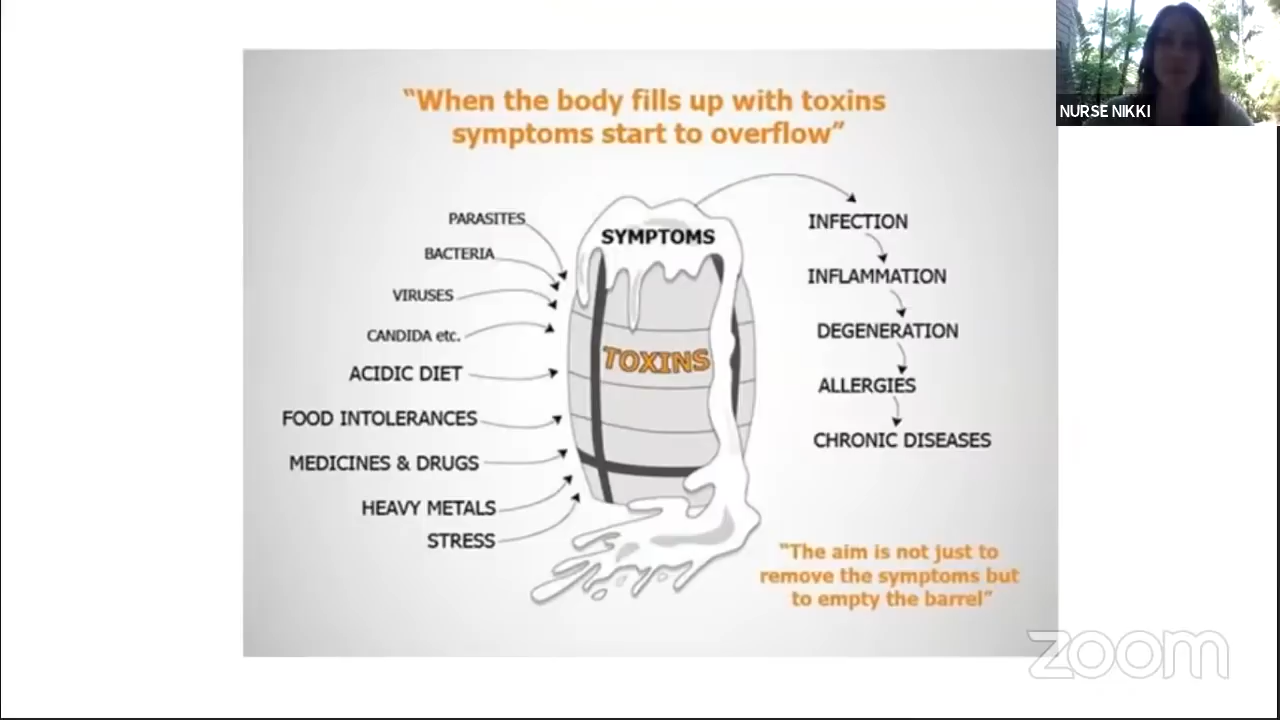 NURSE NIKKI
"When the body fills up with toxins
symptoms start to overflow"
PARASITES
BACTERIA
VIRUSES
CANDIDA etc.
ACIDIC DIET
FOOD INTOLERANCES
MEDICINES & DRUGS
HEAVY METALS
STRESS
SYMPTOMS
TOXINS
INFECTION
INFLAMMATION
DEGENERATION
ALLERGIES
CHRONIC DISEASES
"The aim is not just to
remove the symptoms but
to empty the barrel"
zoom